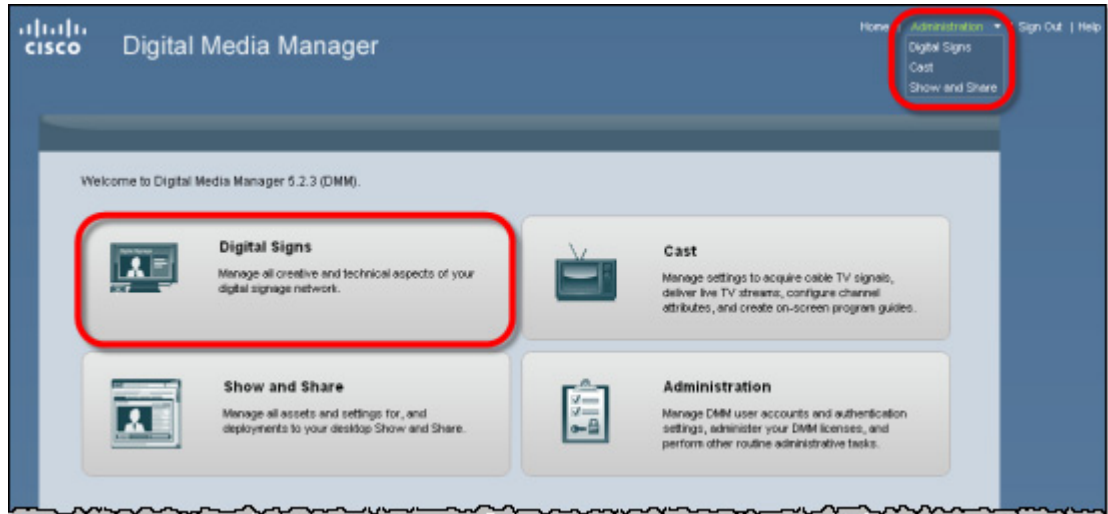 Home | Administration ▾ | Sign Out | Help
CISCO Digital Media Manager
Digital Signs
Cast
Show and Share
Welcome to Digital Media Manager 5.2.3 (DMM).
Digital Signs
Manage all creative and technical aspects of your
digital signage network.
Cast
Manage settings to acquire cable TV signals,
deliver live TV streams, configure channel
attributes, and create on-screen program guides.
Show and Share
Manage all assets and settings for, and
deployments to your desktop Show and Share.
Administration
Manage DMM user accounts and authentication
settings, administer your DMM licenses, and
perform other routine administrative tasks.